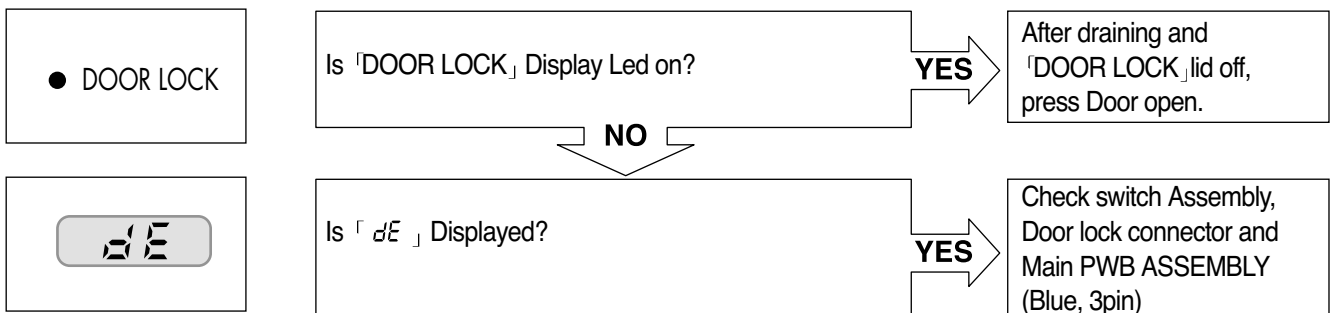 ● DOOR LOCK
Is 「DOOR LOCK」 Display Led on?
YES
After draining and
「DOOR LOCK」lid off,
press Door open.
NO
dE
Is 「 dE 」 Displayed?
YES
Check switch Assembly,
Door lock connector and
Main PWB ASSEMBLY
(Blue, 3pin)